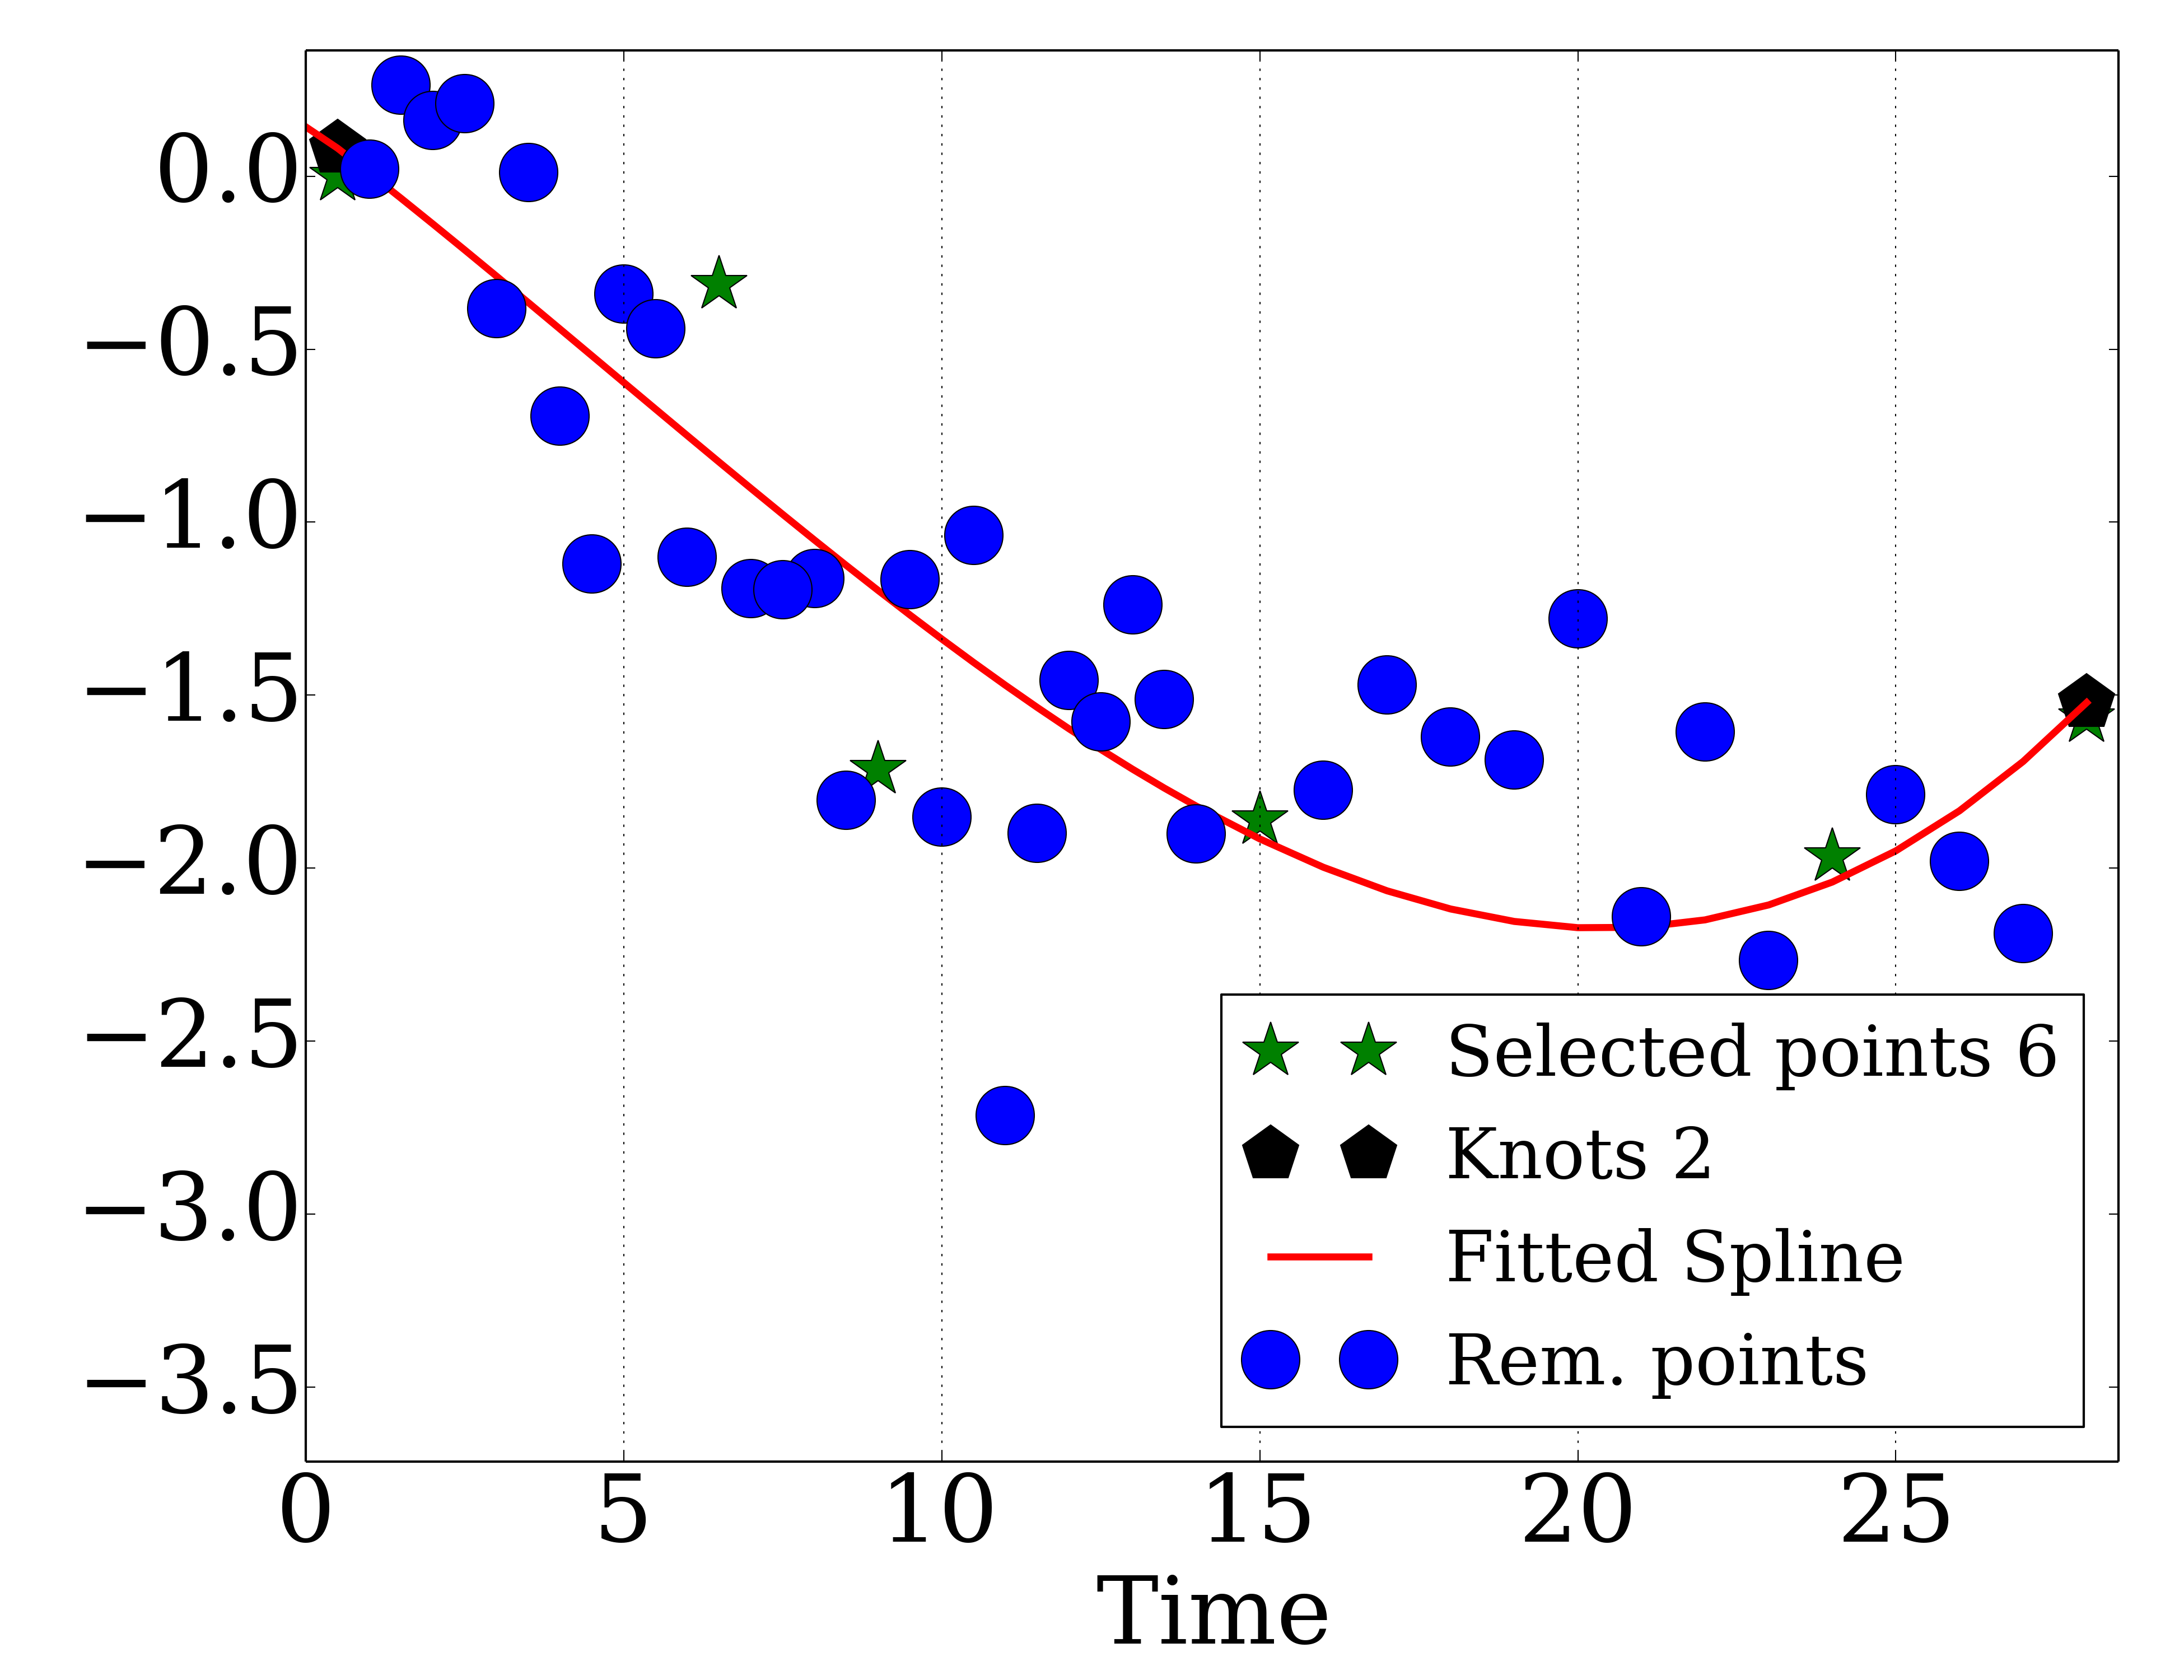 0.0
−0.5
−1.0
−1.5
−2.0
−2.5
−3.0
−3.5
Selected points 6
Knots 2
Fitted Spline
Rem. points
0 5 10 15 20 25
Time